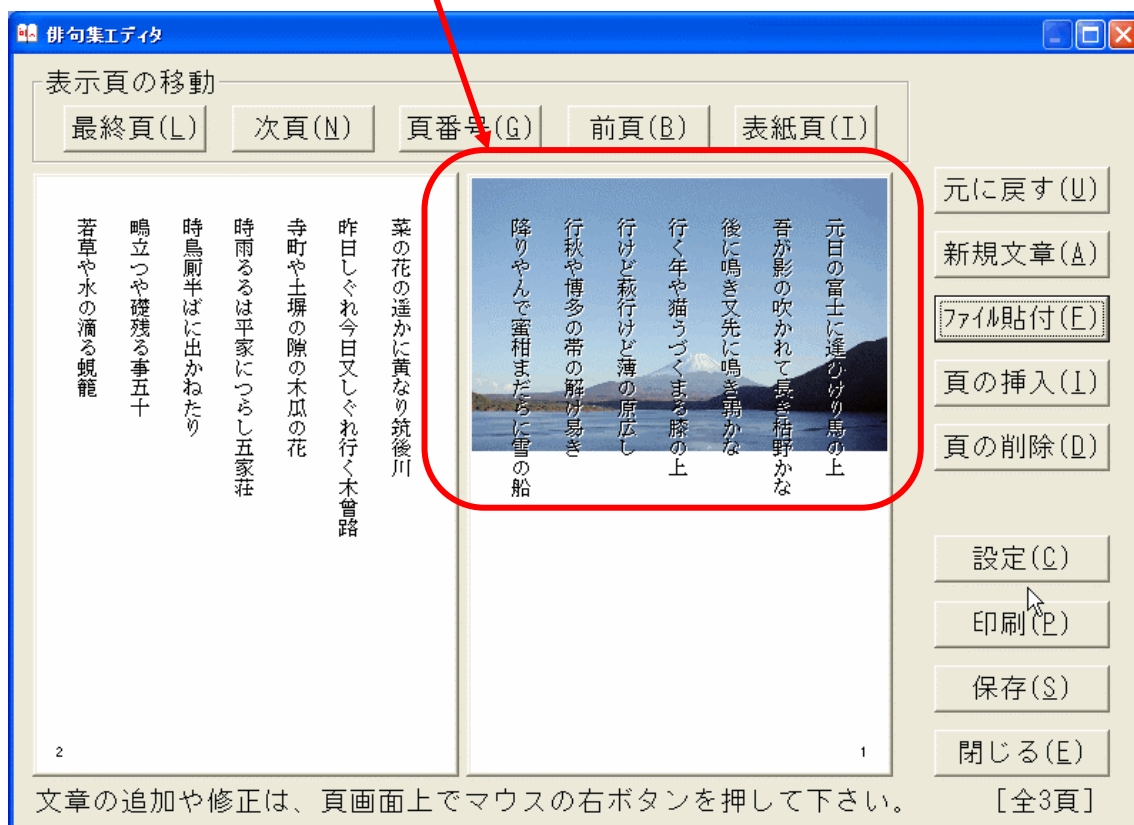 俳句集エディタ
表示頁の移動
最終頁(L)
次頁(N)
頁番号(G)
前頁(B)
表紙頁(T)
元日の富士に逢ひけり馬の上
吾が影の吹かれて長き枯野かな
後に鳴き又先に鳴き鶉かな
行く年や猫うづくまる膝の上
行けど萩行けど薄の原広し
行秋や博多の帯の解け易き
降りやんで蜜柑まだらに雪の船
1
菜の花の遥かに黄なり筑後川
昨日しぐれ今日又しぐれ行く木曾路
寺町や土塀の隙の木瓜の花
時雨るるは平家につらし五家荘
時鳥厠半ばに出かねたり
鴫立つや礎残る事五十
若草や水の滴る蜆籠
2
元に戻す(U)
新規文章(A)
ファイル貼付(F)
頁の挿入(I)
頁の削除(D)
設定(C)
印刷(P)
保存(S)
閉じる(E)
文章の追加や修正は、頁画面上でマウスの右ボタンを押して下さい。
[全3頁]